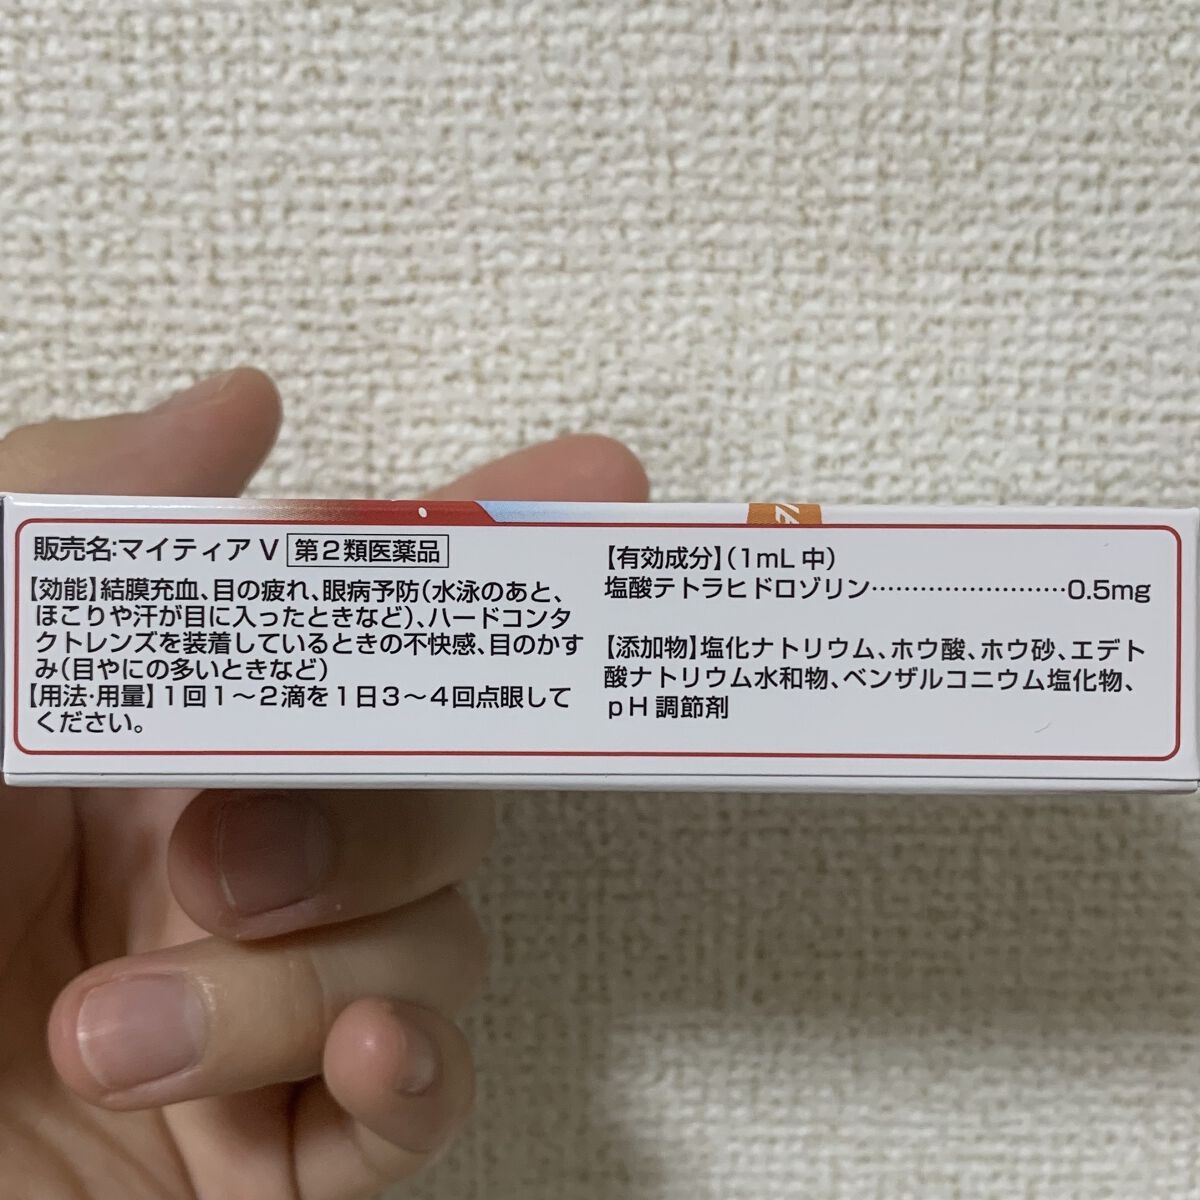 販売名:マイティア V 第2類医薬品
【効能】結膜充血、目の疲れ、眼病予防(水泳のあと、
ほこりや汗が目に入ったときなど)、ハードコンタ
クトレンズを装着しているときの不快感、目のかす
み(目やにの多いときなど)
【用法・用量】1回1〜2滴を1日3〜4回点眼して
ください。
【有効成分】(1mL 中)
塩酸テトラヒドロゾリン……………………0.5mg
【添加物】塩化ナトリウム、ホウ酸、ホウ砂、エデト
酸ナトリウム水和物、ベンザルコニウム塩化物、
pH調節剤